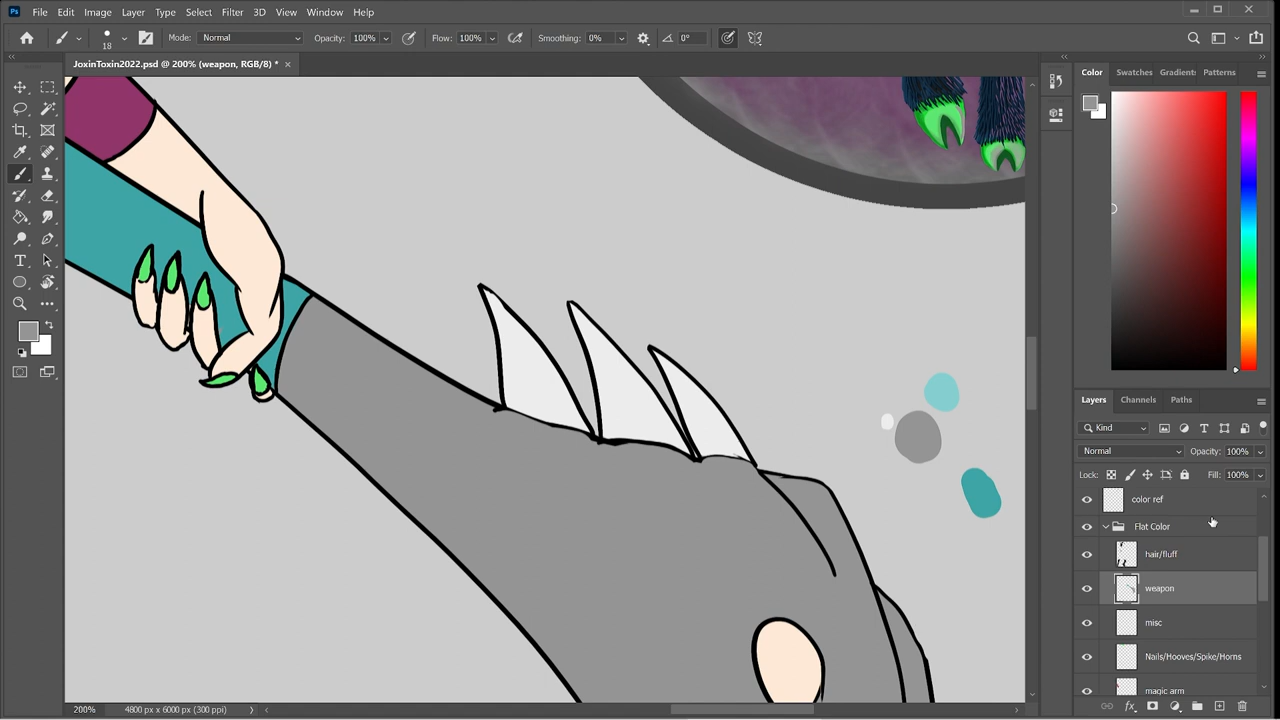 Ps File Edit Image Layer Type Select Filter 3D View Window Help
18 Mode: Normal Opacity: 100% Flow: 100% Smoothing: 0% 0°
JoxinToxin2022.psd @ 200% (weapon, RGB/8) *
Color Swatches Gradients Patterns
Layers Channels Paths
Kind
Normal Opacity: 100%
Lock: Fill: 100%
color ref
Flat Color
hair/fluff
weapon
misc
Nails/Hooves/Spike/Horns
magic arm
200% 4800 px x 6000 px (300 ppi)